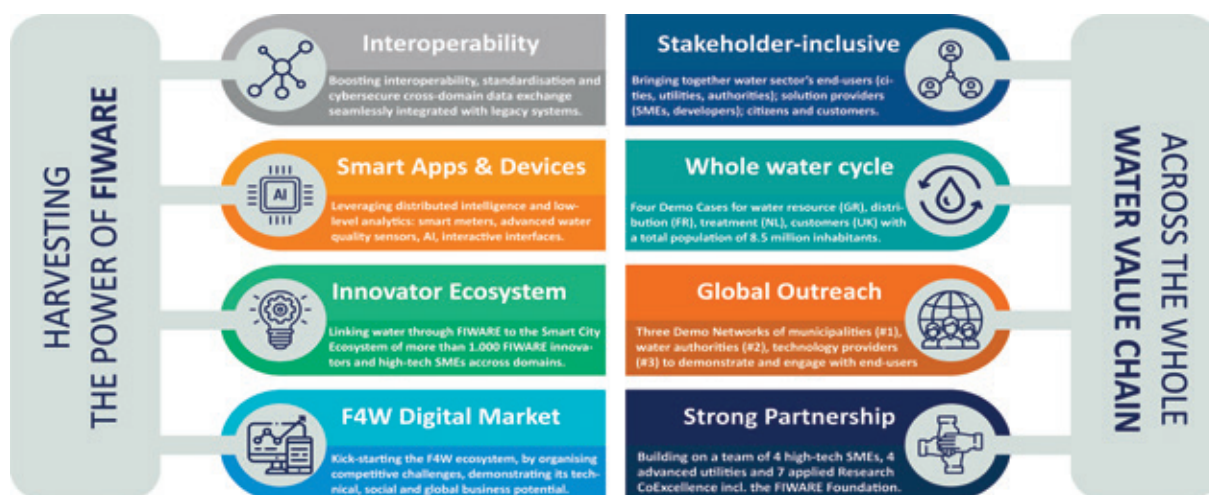 HARVESTING
THE POWER OF FIWARE
Interoperability
Boosting interoperability, standardisation and
cybersecure cross-domain data exchange
seamlessly integrated with legacy systems.
Smart Apps & Devices
Leveraging distributed intelligence and low-
level analytics: smart meters, advanced water
quality sensors, AI, interactive interfaces.
AI
Innovator Ecosystem
Linking water through FIWARE to the Smart City
Ecosystem of more than 1.000 FIWARE innova-
tors and high-tech SMEs accross domains.
F4W Digital Market
Kick-starting the F4W ecosystem, by organising
competitive challenges, demonstrating its tech-
nical, social and global business potential.
Stakeholder-inclusive
Bringing together water sector's end-users (ci-
ties, utilities, authorities); solution providers
(SMEs, developers); citizens and customers.
Whole water cycle
Four Demo Cases for water resource (GR), distri-
bution (FR), treatment (NL), customers (UK) with
a total population of 8.5 million inhabitants.
Global Outreach
Three Demo Networks of municipalities (#1),
water authorities (#2), technology providers
(#3) to demonstrate and engage with end-users
Strong Partnership
Building on a team of 4 high-tech SMEs, 4
advanced utilities and 7 applied Research
CoExcellence incl. the FIWARE Foundation.
ACROSS THE WHOLE
WATER VALUE CHAIN